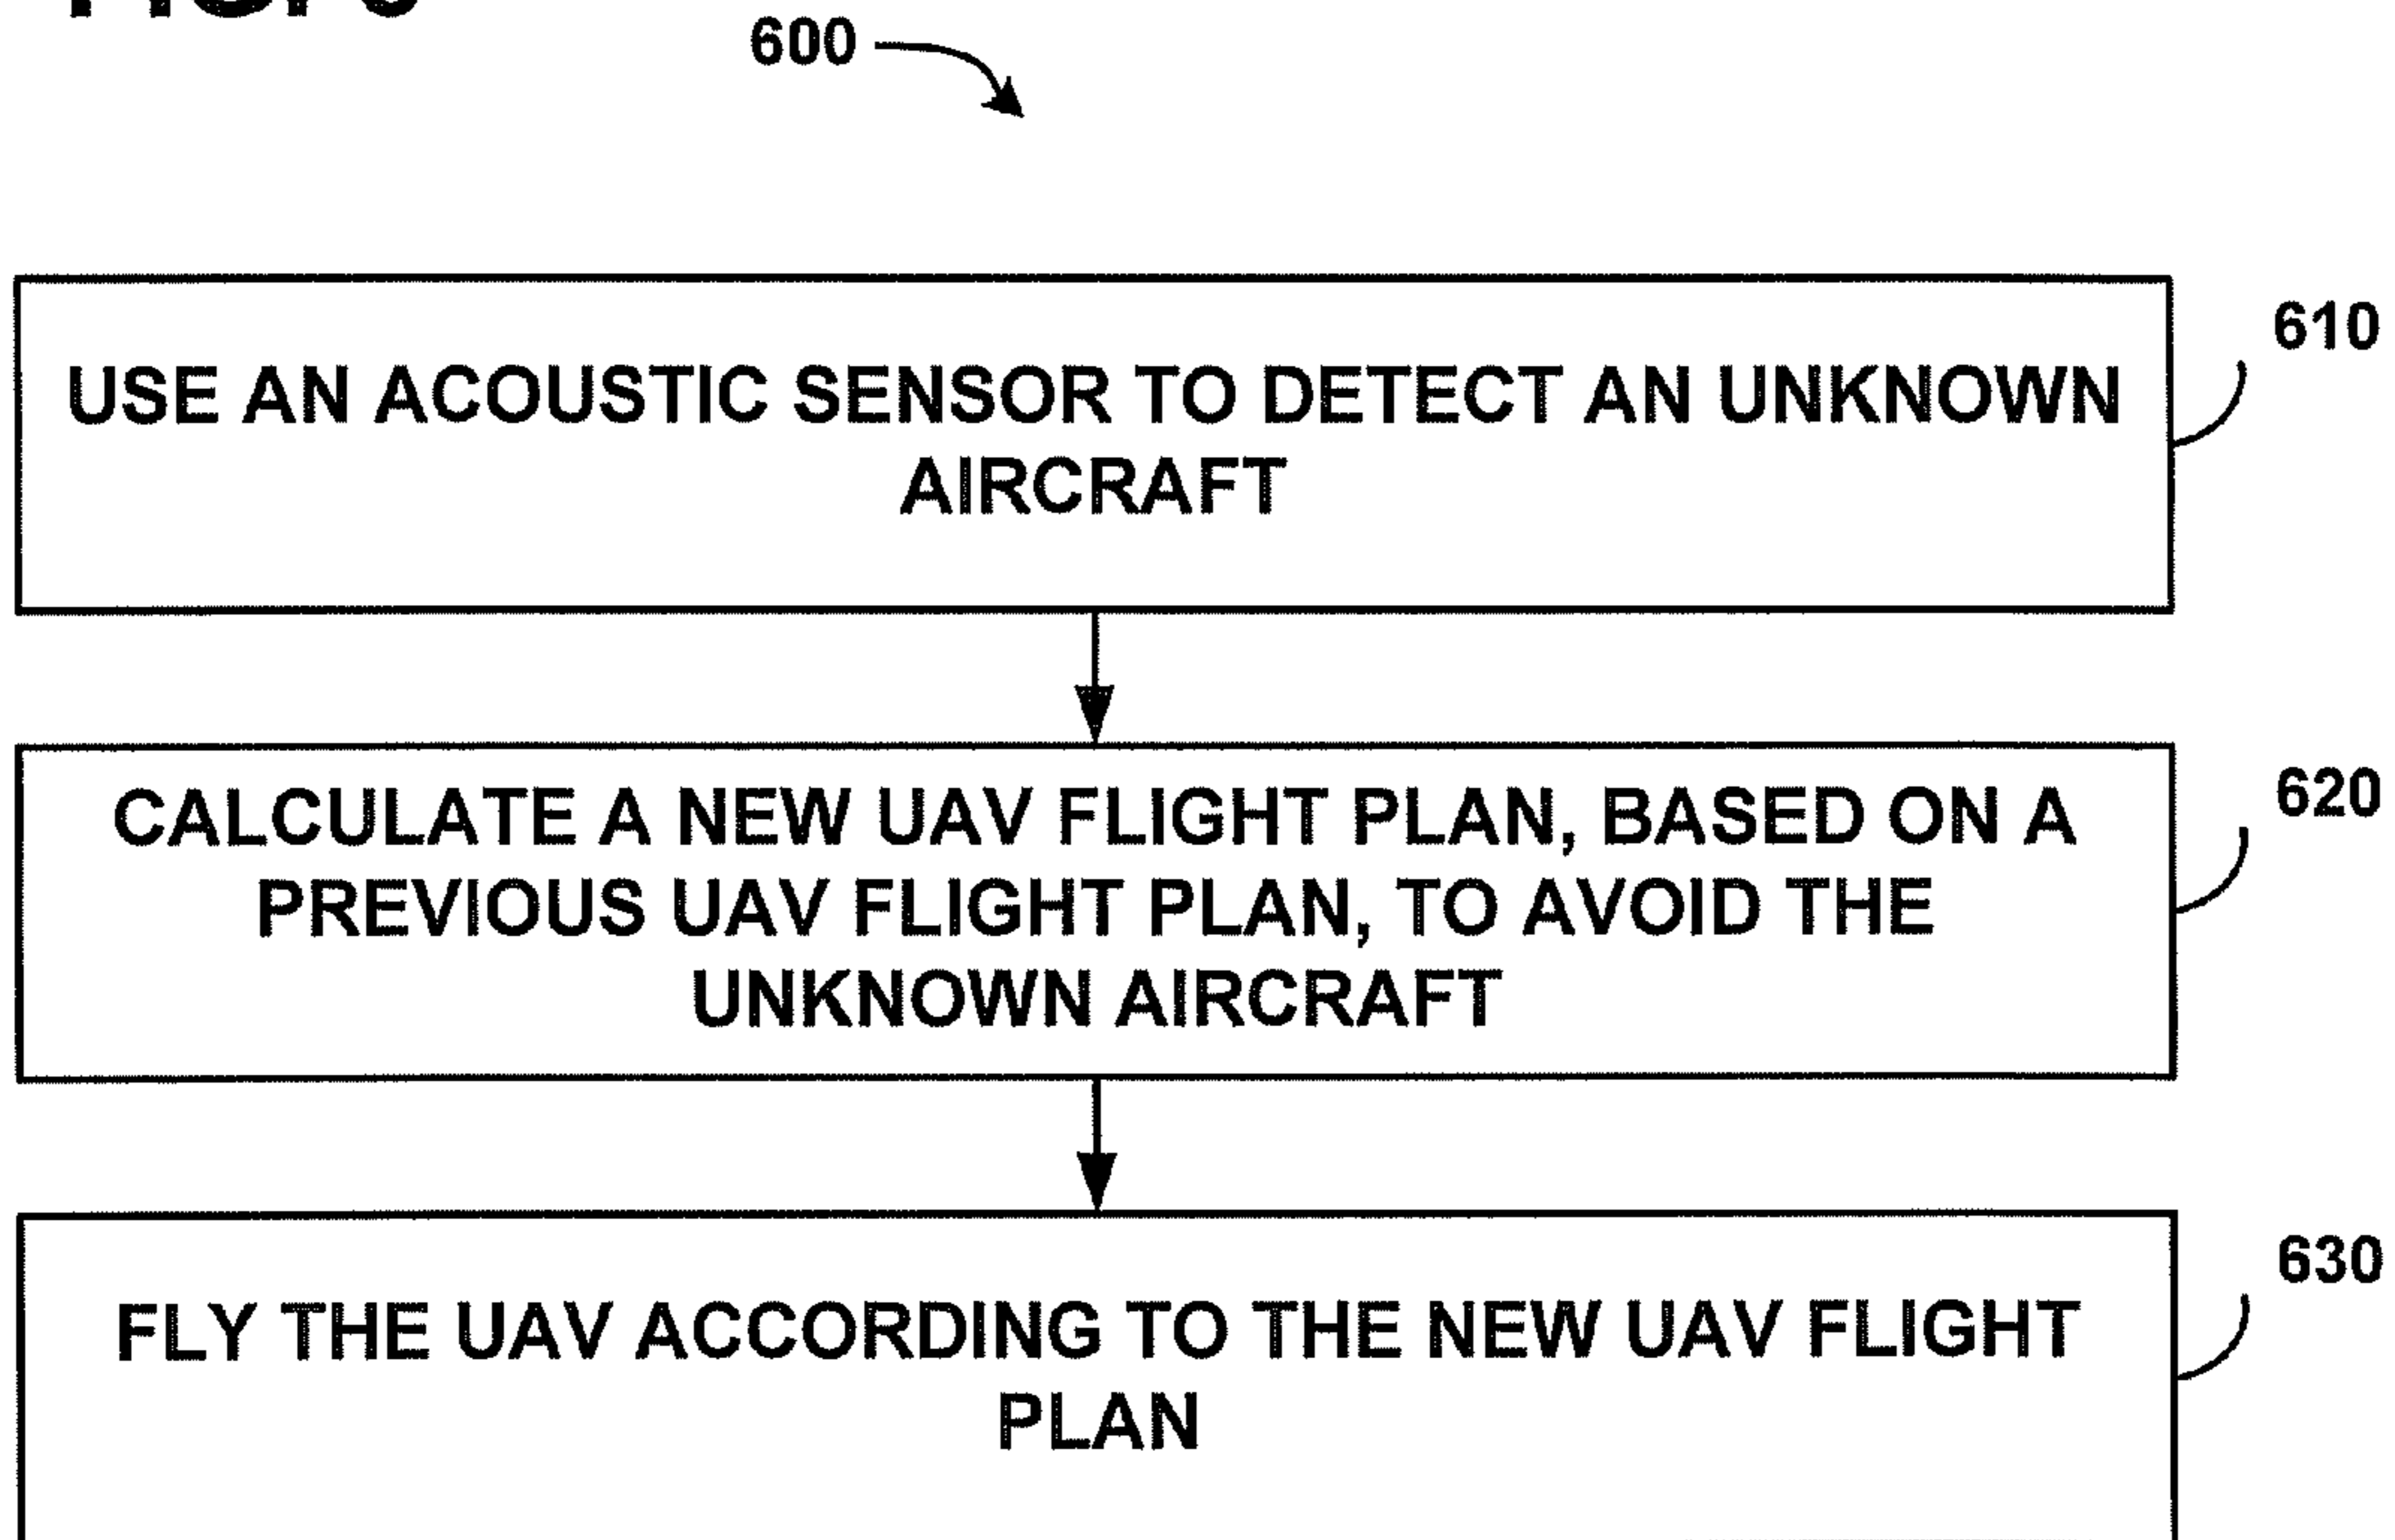 600
610
USE AN ACOUSTIC SENSOR TO DETECT AN UNKNOWN
AIRCRAFT
620
CALCULATE A NEW UAV FLIGHT PLAN, BASED ON A
PREVIOUS UAV FLIGHT PLAN, TO AVOID THE
UNKNOWN AIRCRAFT
630
FLY THE UAV ACCORDING TO THE NEW UAV FLIGHT
PLAN